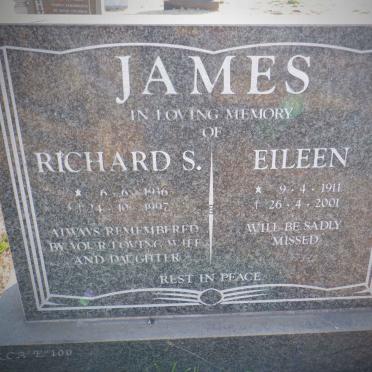 JAMES
IN LOVING MEMORY
OF
RICHARD S.
★ 6-6-1936
† 14-10-1997
ALWAYS REMEMBERED
BY YOUR LOVING WIFE
AND DAUGHTER
EILEEN
★ 9-4-1911
† 26-4-2001
WILL BE SADLY
MISSED
REST IN PEACE